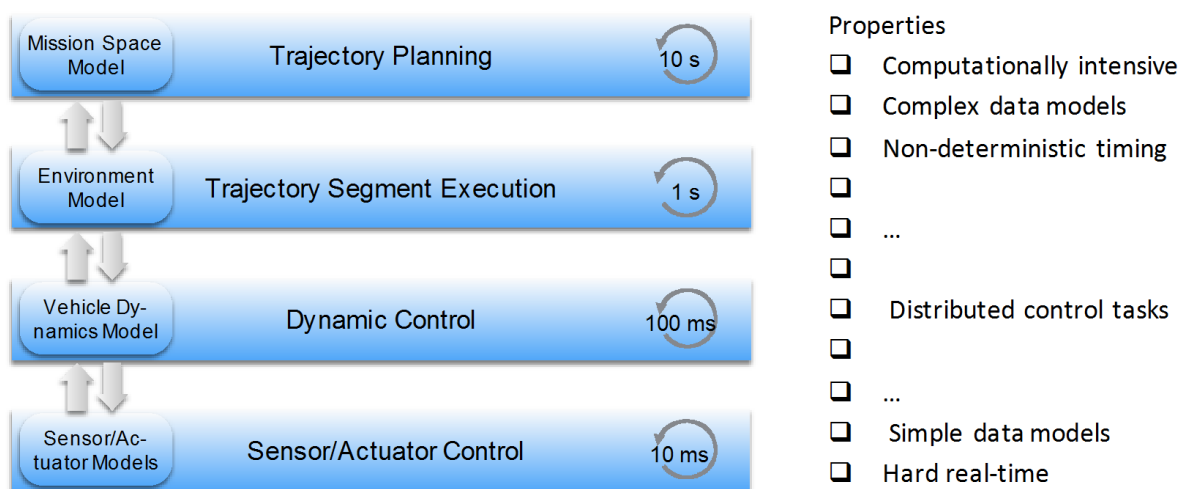 Mission Space
Model
Trajectory Planning
10 s
Environment
Model
Trajectory Segment Execution
1 s
Vehicle Dy-
namics Model
Dynamic Control
100 ms
Sensor/Ac-
tuator Models
Sensor/Actuator Control
10 ms
Properties
Computationally intensive
Complex data models
Non-deterministic timing
...
Distributed control tasks
...
Simple data models
Hard real-time